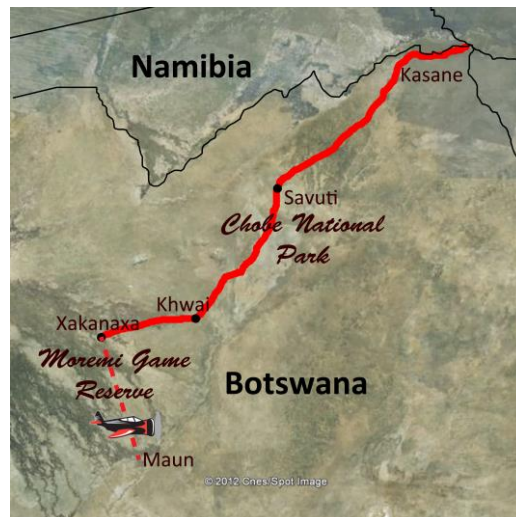 Namibia
Kasane
Savuti
Chobe National
Park
Khwai
Xakanaxa
Moremi Game
Reserve
Botswana
Maun
© 2012 Cnes/Spot Image